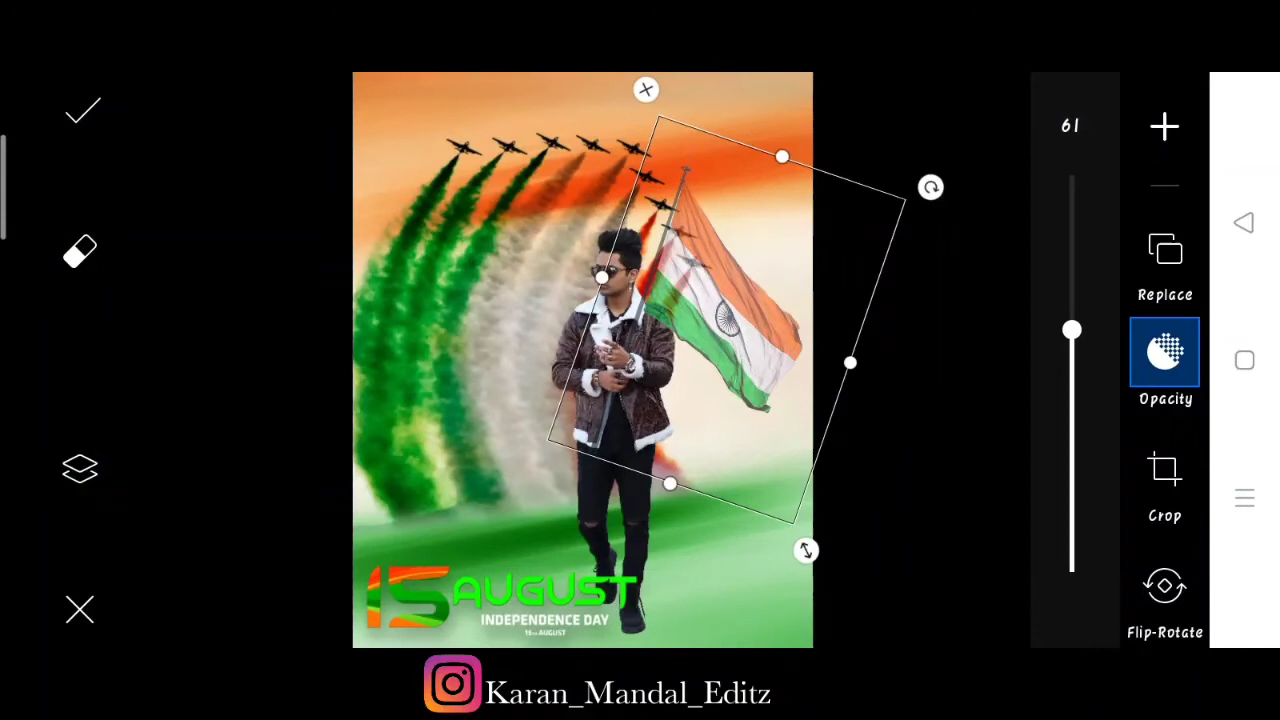 61
Replace
Opacity
Crop
Flip-Rotate
15 AUGUST
INDEPENDENCE DAY
Karan_Mandal_Editz